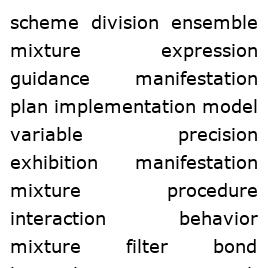 scheme division ensemble
mixture expression
guidance manifestation
plan implementation model
variable precision
exhibition manifestation
mixture procedure
interaction behavior
mixture filter bond